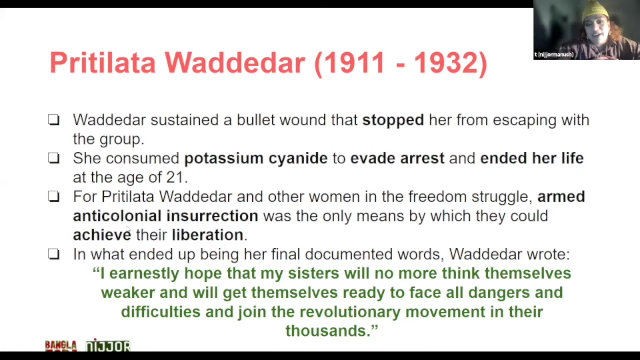 t (nijjormanush)
Pritilata Waddedar (1911 - 1932)
❏ Waddedar sustained a bullet wound that stopped her from escaping with
the group.
❏ She consumed potassium cyanide to evade arrest and ended her life
at the age of 21.
❏ For Pritilata Waddedar and other women in the freedom struggle, armed
anticolonial insurrection was the only means by which they could
achieve their liberation.
❏ In what ended up being her final documented words, Waddedar wrote:
“I earnestly hope that my sisters will no more think themselves
weaker and will get themselves ready to face all dangers and
difficulties and join the revolutionary movement in their
thousands.”
BANGLA NIJJOR